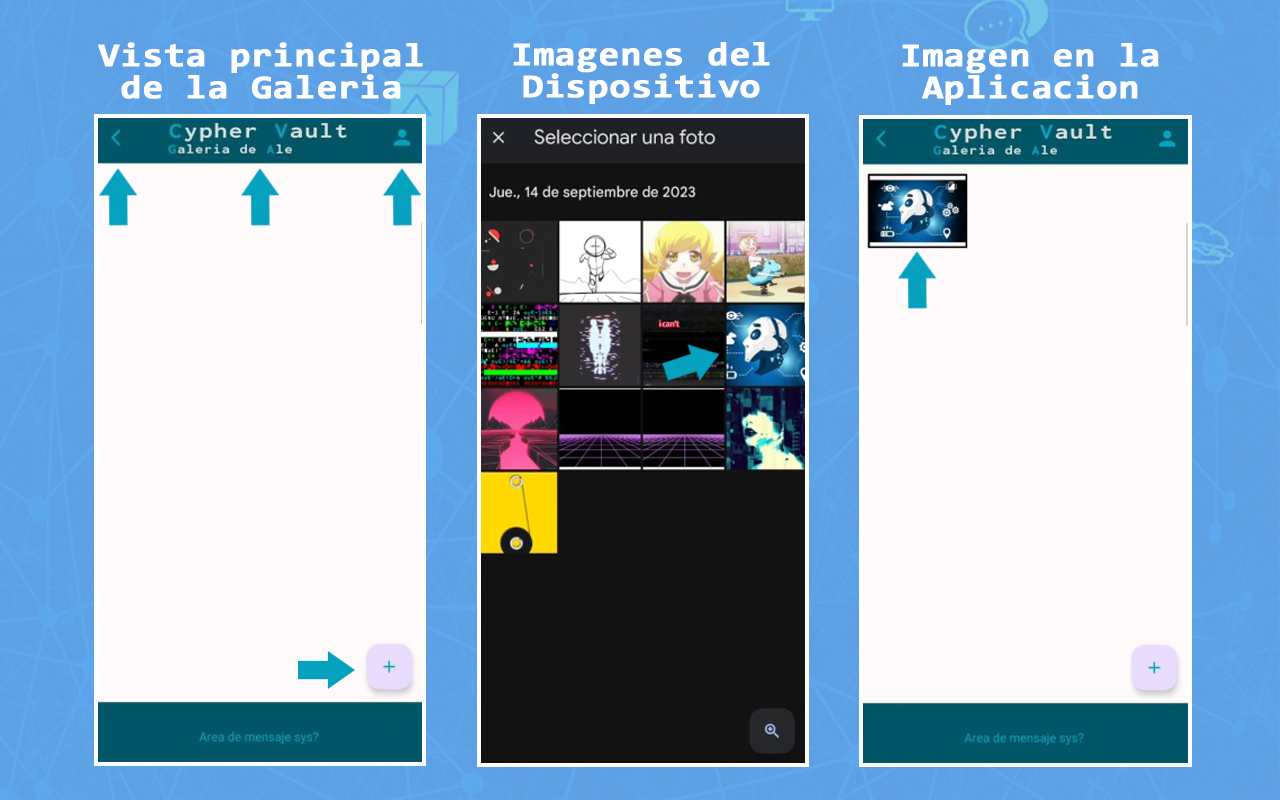 Vista principal
de la Galeria
Cypher Vault
Galeria de Ale
+
Area de mensaje sys?
Imagenes del
Dispositivo
Seleccionar una foto
Jue., 14 de septiembre de 2023
i can't
Imagen en la
Aplicacion
Cypher Vault
Galeria de Ale
+
Area de mensaje sys?